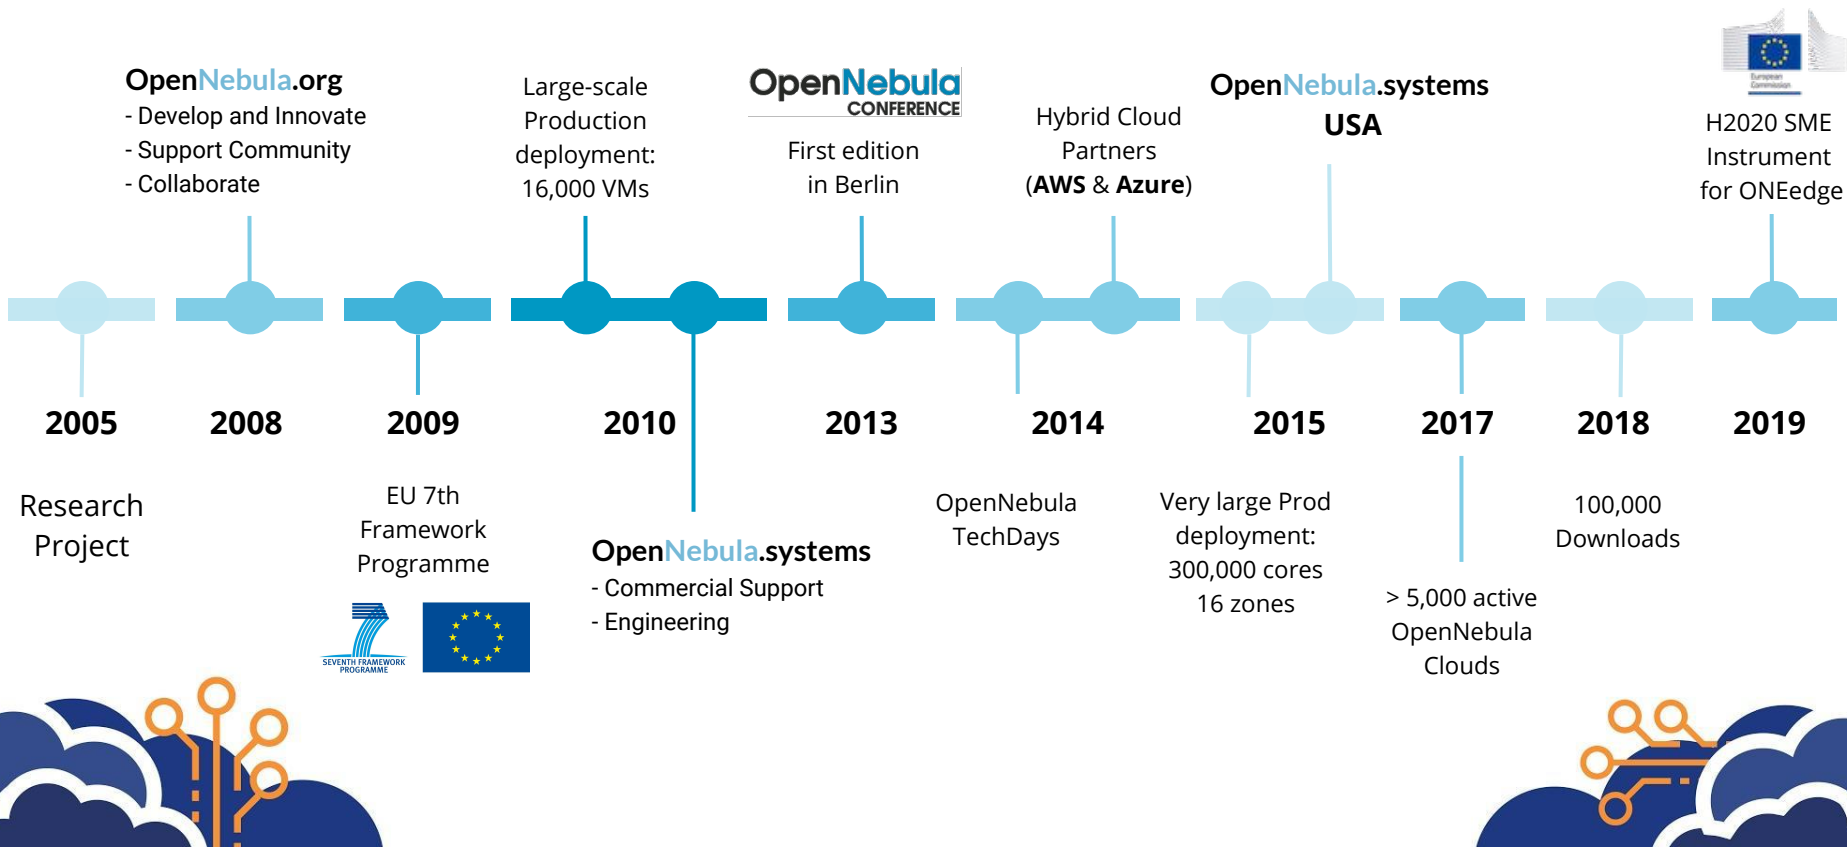 OpenNebula.org
- Develop and Innovate
- Support Community
- Collaborate
Large-scale
Production
deployment:
16,000 VMs
OpenNebula
CONFERENCE
First edition
in Berlin
Hybrid Cloud
Partners
(AWS & Azure)
OpenNebula.systems
USA
European
Commission
H2020 SME
Instrument
for ONEedge
2005
2008
2009
2010
2013
2014
2015
2017
2018
2019
Research
Project
EU 7th
Framework
Programme
SEVENTH FRAMEWORK
PROGRAMME
OpenNebula.systems
- Commercial Support
- Engineering
OpenNebula
TechDays
Very large Prod
deployment:
300,000 cores
16 zones
> 5,000 active
OpenNebula
Clouds
100,000
Downloads